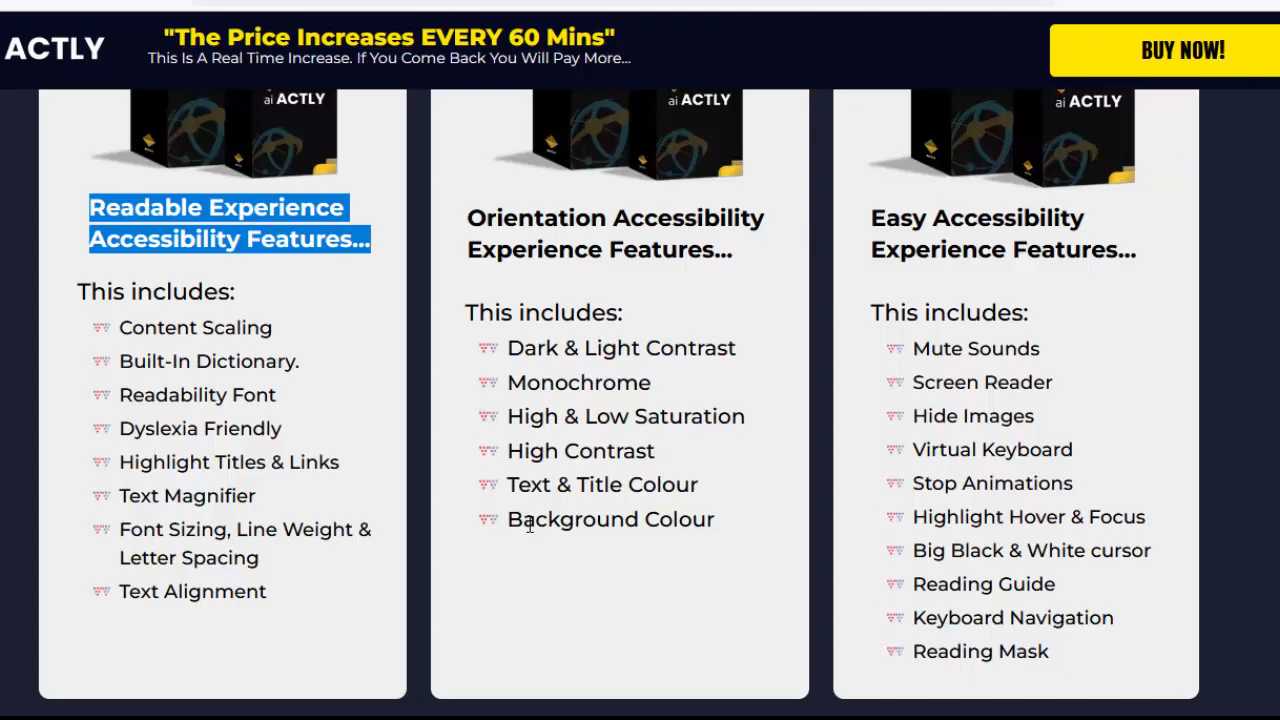 ACTLY
"The Price Increases EVERY 60 Mins"
This Is A Real Time Increase. If You Come Back You Will Pay More...
BUY NOW!
ai ACTLY
ai ACTLY
ai ACTLY
Readable Experience
Accessibility Features...
This includes:
Content Scaling
Built-In Dictionary.
Readability Font
Dyslexia Friendly
Highlight Titles & Links
Text Magnifier
Font Sizing, Line Weight &
Letter Spacing
Text Alignment
Orientation Accessibility
Experience Features...
This includes:
Dark & Light Contrast
Monochrome
High & Low Saturation
High Contrast
Text & Title Colour
Background Colour
Easy Accessibility
Experience Features...
This includes:
Mute Sounds
Screen Reader
Hide Images
Virtual Keyboard
Stop Animations
Highlight Hover & Focus
Big Black & White cursor
Reading Guide
Keyboard Navigation
Reading Mask